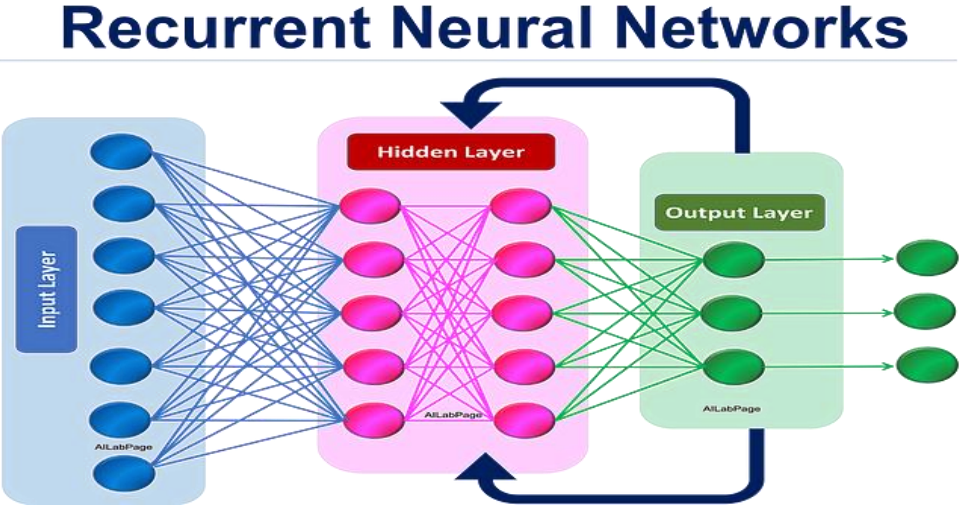 Recurrent Neural Networks
Input Layer
AILabPage
Hidden Layer
AILabPage
Output Layer
AILabPage